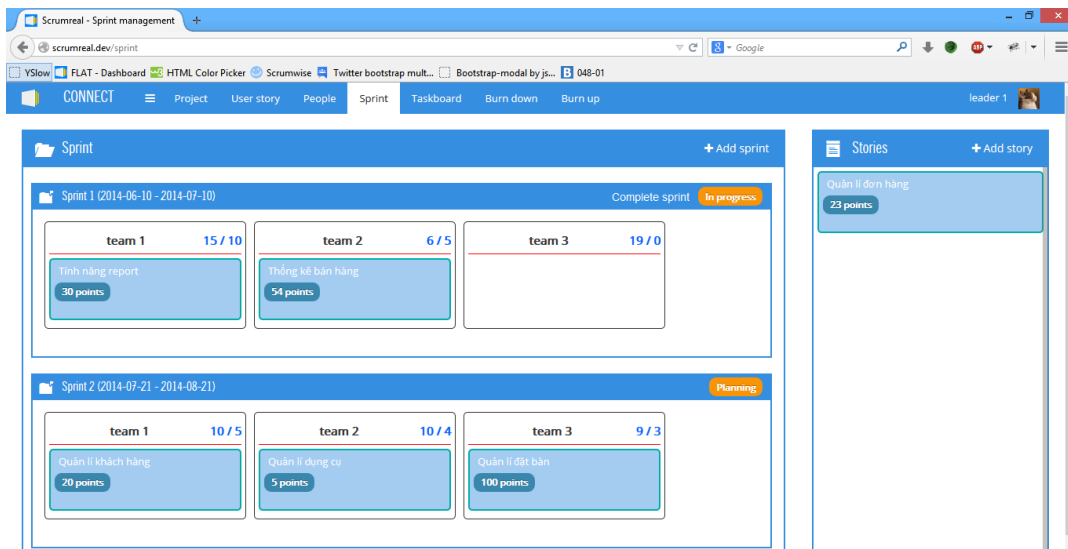 Scrumreal - Sprint management
scrumreal.dev/sprint
Google
YSlow FLAT - Dashboard HTML Color Picker Scrumwise Twitter bootstrap mult... Bootstrap-modal by js... 048-01
CONNECT Project User story People Sprint Taskboard Burn down Burn up leader 1
Sprint + Add sprint
Sprint 1 (2014-06-10 - 2014-07-10) Complete sprint In progress
team 1 15 / 10 team 2 6 / 5 team 3 19 / 0
Tính năng report Thống kê bán hàng
30 points 54 points
Sprint 2 (2014-07-21 - 2014-08-21) Planning
team 1 10 / 5 team 2 10 / 4 team 3 9 / 3
Quản lí khách hàng Quản lí dụng cụ Quản lí đặt bàn
20 points 5 points 100 points
Stories + Add story
Quản lí đơn hàng
23 points